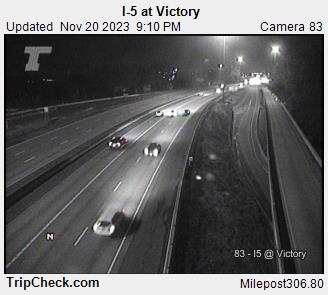 I-5 at Victory
Updated Nov 20 2023 9:10 PM Camera 83
T
N
83 - I5 @ Victory
TripCheck.com Milepost306.80